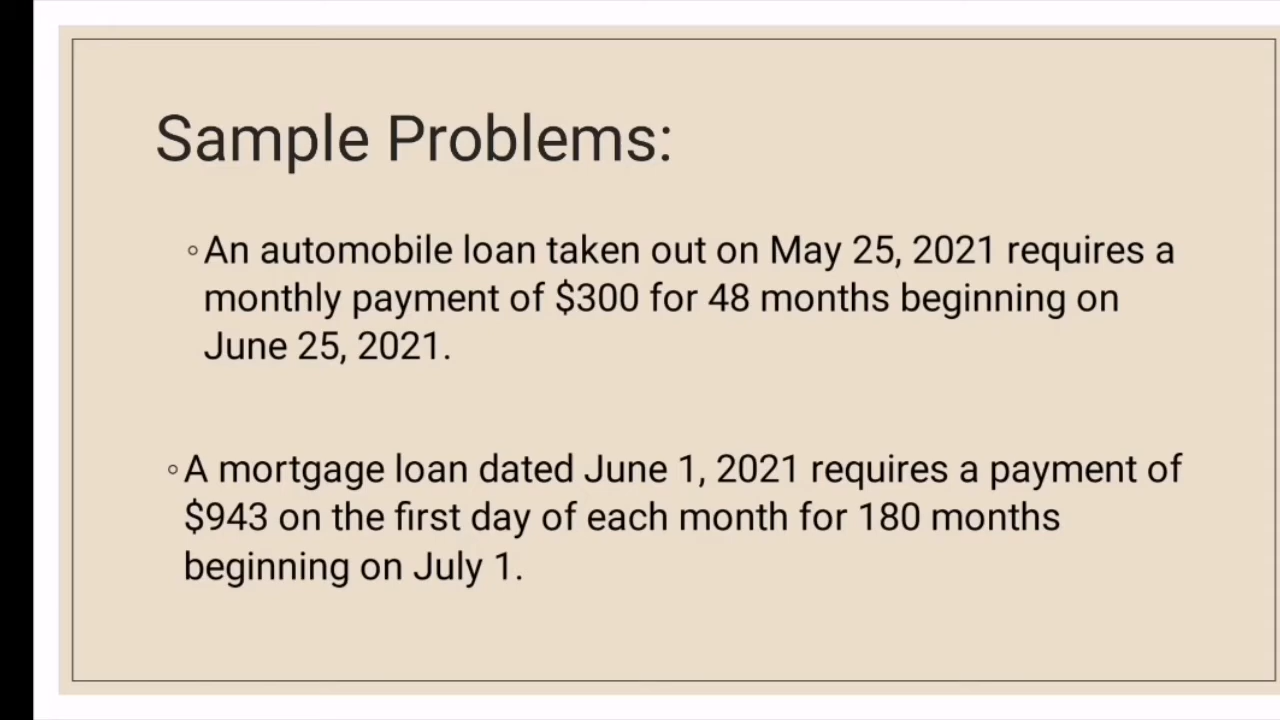 Sample Problems:
◦An automobile loan taken out on May 25, 2021 requires a
monthly payment of $300 for 48 months beginning on
June 25, 2021.
◦A mortgage loan dated June 1, 2021 requires a payment of
$943 on the first day of each month for 180 months
beginning on July 1.